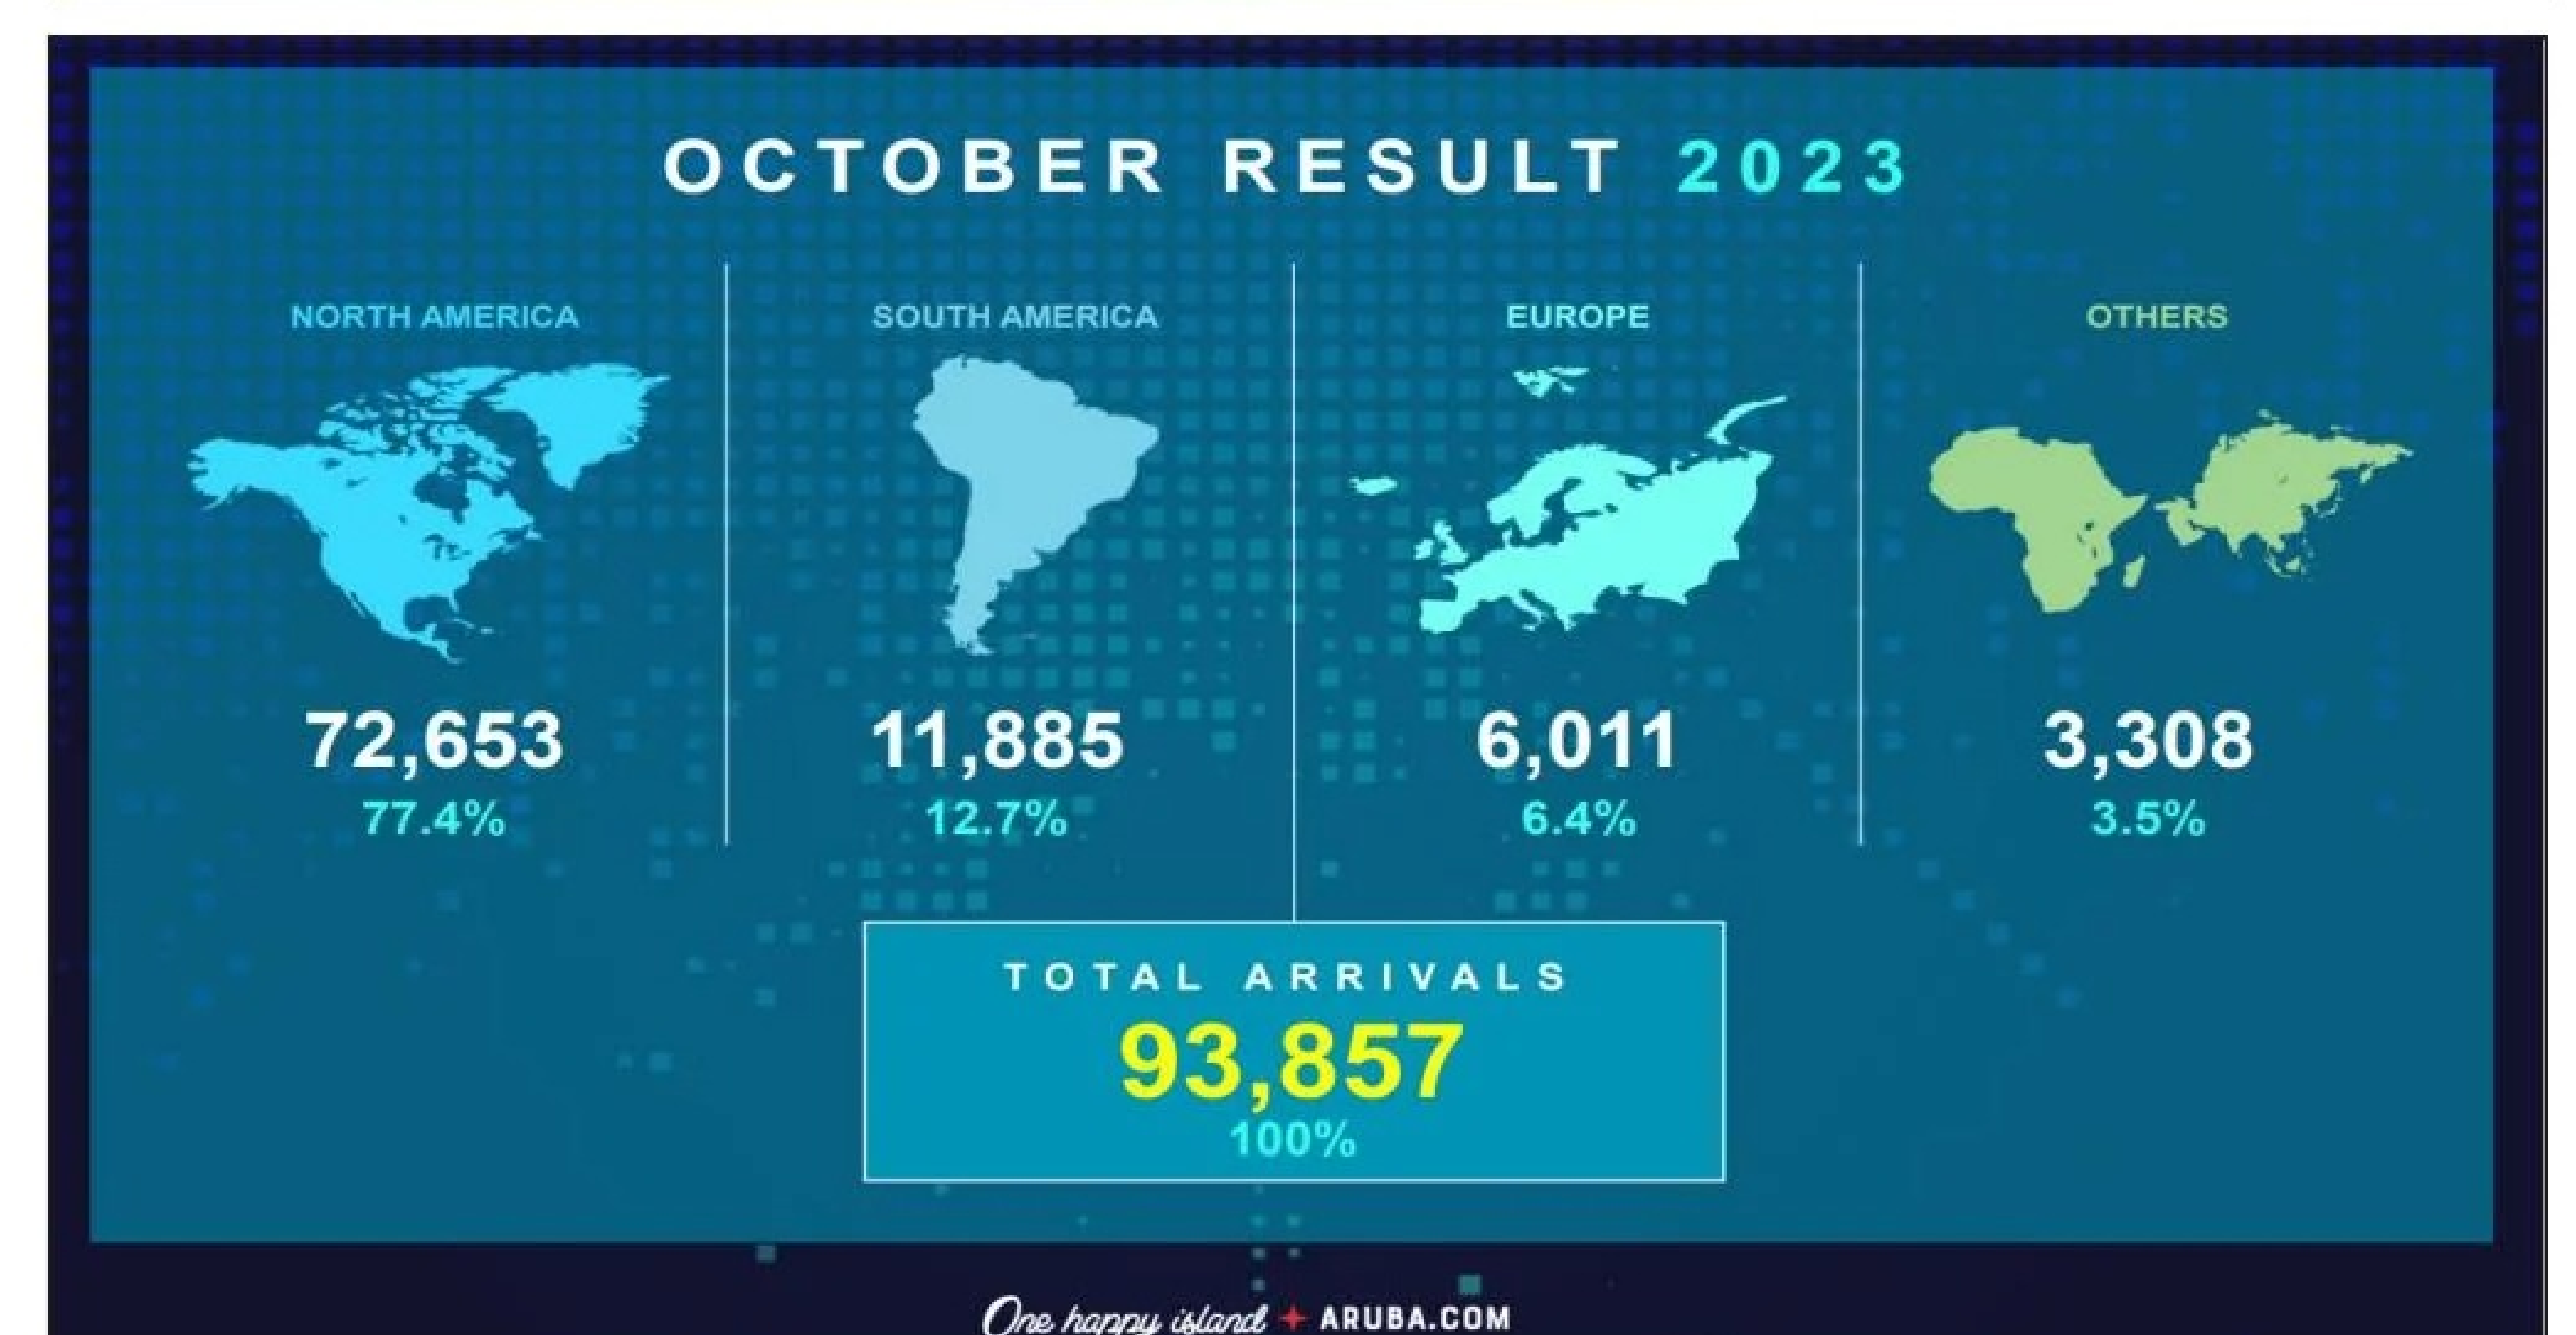 OCTOBER RESULT 2023
NORTH AMERICA
72,653
77.4%
SOUTH AMERICA
11,885
12.7%
EUROPE
6,011
6.4%
OTHERS
3,308
3.5%
TOTAL ARRIVALS
93,857
100%
One happy island ARUBA.COM